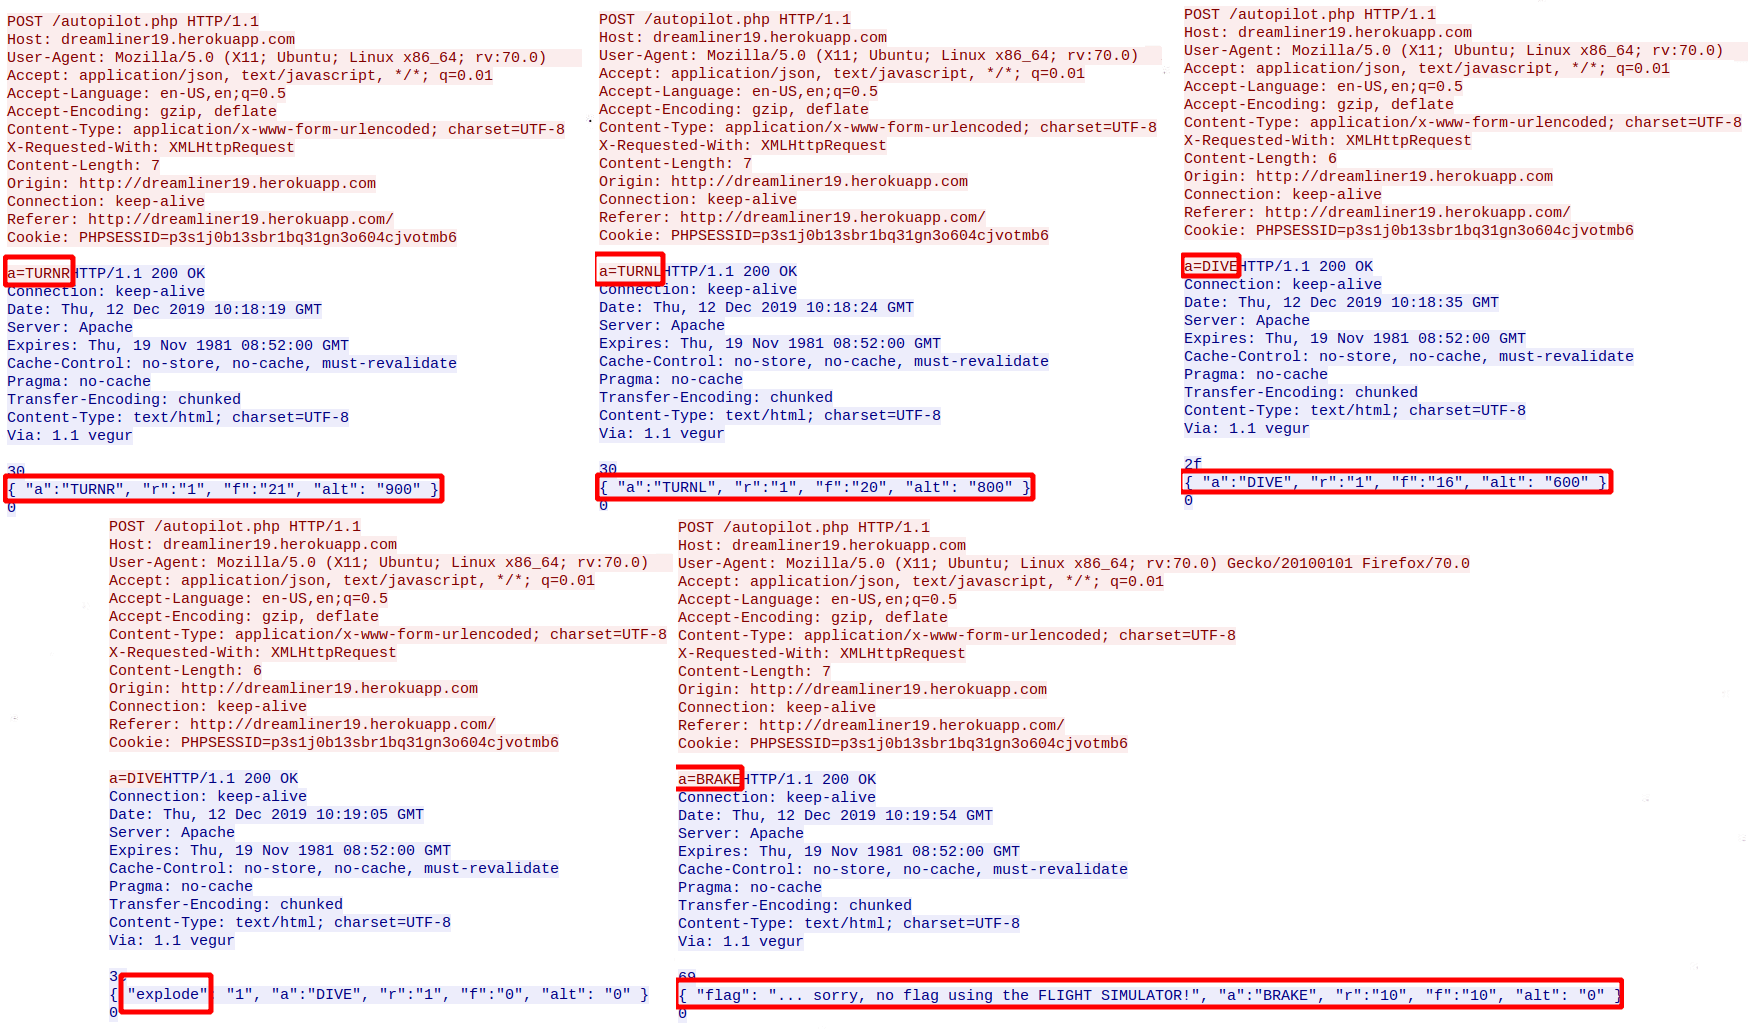 POST /autopilot.php HTTP/1.1
Host: dreamliner19.herokuapp.com
User-Agent: Mozilla/5.0 (X11; Ubuntu; Linux x86_64; rv:70.0)
Accept: application/json, text/javascript, */*; q=0.01
Accept-Language: en-US,en;q=0.5
Accept-Encoding: gzip, deflate
Content-Type: application/x-www-form-urlencoded; charset=UTF-8
X-Requested-With: XMLHttpRequest
Content-Length: 7
Origin: http://dreamliner19.herokuapp.com
Connection: keep-alive
Referer: http://dreamliner19.herokuapp.com/
Cookie: PHPSESSID=p3s1j0b13sbr1bq31gn3o604cjvotmb6
a=TURNRHTTP/1.1 200 OK
Connection: keep-alive
Date: Thu, 12 Dec 2019 10:18:19 GMT
Server: Apache
Expires: Thu, 19 Nov 1981 08:52:00 GMT
Cache-Control: no-store, no-cache, must-revalidate
Pragma: no-cache
Transfer-Encoding: chunked
Content-Type: text/html; charset=UTF-8
Via: 1.1 vegur
30
{ "a":"TURNR", "r":"1", "f":"21", "alt": "900" }
0
POST /autopilot.php HTTP/1.1
Host: dreamliner19.herokuapp.com
User-Agent: Mozilla/5.0 (X11; Ubuntu; Linux x86_64; rv:70.0)
Accept: application/json, text/javascript, */*; q=0.01
Accept-Language: en-US,en;q=0.5
Accept-Encoding: gzip, deflate
Content-Type: application/x-www-form-urlencoded; charset=UTF-8
X-Requested-With: XMLHttpRequest
Content-Length: 7
Origin: http://dreamliner19.herokuapp.com
Connection: keep-alive
Referer: http://dreamliner19.herokuapp.com/
Cookie: PHPSESSID=p3s1j0b13sbr1bq31gn3o604cjvotmb6
a=TURNLHTTP/1.1 200 OK
Connection: keep-alive
Date: Thu, 12 Dec 2019 10:18:24 GMT
Server: Apache
Expires: Thu, 19 Nov 1981 08:52:00 GMT
Cache-Control: no-store, no-cache, must-revalidate
Pragma: no-cache
Transfer-Encoding: chunked
Content-Type: text/html; charset=UTF-8
Via: 1.1 vegur
30
{ "a":"TURNL", "r":"1", "f":"20", "alt": "800" }
0
POST /autopilot.php HTTP/1.1
Host: dreamliner19.herokuapp.com
User-Agent: Mozilla/5.0 (X11; Ubuntu; Linux x86_64; rv:70.0)
Accept: application/json, text/javascript, */*; q=0.01
Accept-Language: en-US,en;q=0.5
Accept-Encoding: gzip, deflate
Content-Type: application/x-www-form-urlencoded; charset=UTF-8
X-Requested-With: XMLHttpRequest
Content-Length: 6
Origin: http://dreamliner19.herokuapp.com
Connection: keep-alive
Referer: http://dreamliner19.herokuapp.com/
Cookie: PHPSESSID=p3s1j0b13sbr1bq31gn3o604cjvotmb6
a=DIVEHTTP/1.1 200 OK
Connection: keep-alive
Date: Thu, 12 Dec 2019 10:18:35 GMT
Server: Apache
Expires: Thu, 19 Nov 1981 08:52:00 GMT
Cache-Control: no-store, no-cache, must-revalidate
Pragma: no-cache
Transfer-Encoding: chunked
Content-Type: text/html; charset=UTF-8
Via: 1.1 vegur
2f
{ "a":"DIVE", "r":"1", "f":"16", "alt": "600" }
0
POST /autopilot.php HTTP/1.1
Host: dreamliner19.herokuapp.com
User-Agent: Mozilla/5.0 (X11; Ubuntu; Linux x86_64; rv:70.0)
Accept: application/json, text/javascript, */*; q=0.01
Accept-Language: en-US,en;q=0.5
Accept-Encoding: gzip, deflate
Content-Type: application/x-www-form-urlencoded; charset=UTF-8
X-Requested-With: XMLHttpRequest
Content-Length: 6
Origin: http://dreamliner19.herokuapp.com
Connection: keep-alive
Referer: http://dreamliner19.herokuapp.com/
Cookie: PHPSESSID=p3s1j0b13sbr1bq31gn3o604cjvotmb6
a=DIVEHTTP/1.1 200 OK
Connection: keep-alive
Date: Thu, 12 Dec 2019 10:19:05 GMT
Server: Apache
Expires: Thu, 19 Nov 1981 08:52:00 GMT
Cache-Control: no-store, no-cache, must-revalidate
Pragma: no-cache
Transfer-Encoding: chunked
Content-Type: text/html; charset=UTF-8
Via: 1.1 vegur
{ "explode": "1", "a":"DIVE", "r":"1", "f":"0", "alt": "0" }
0
POST /autopilot.php HTTP/1.1
Host: dreamliner19.herokuapp.com
User-Agent: Mozilla/5.0 (X11; Ubuntu; Linux x86_64; rv:70.0) Gecko/20100101 Firefox/70.0
Accept: application/json, text/javascript, */*; q=0.01
Accept-Language: en-US,en;q=0.5
Accept-Encoding: gzip, deflate
Content-Type: application/x-www-form-urlencoded; charset=UTF-8
X-Requested-With: XMLHttpRequest
Content-Length: 7
Origin: http://dreamliner19.herokuapp.com
Connection: keep-alive
Referer: http://dreamliner19.herokuapp.com/
Cookie: PHPSESSID=p3s1j0b13sbr1bq31gn3o604cjvotmb6
a=BRAKEHTTP/1.1 200 OK
Connection: keep-alive
Date: Thu, 12 Dec 2019 10:19:54 GMT
Server: Apache
Expires: Thu, 19 Nov 1981 08:52:00 GMT
Cache-Control: no-store, no-cache, must-revalidate
Pragma: no-cache
Transfer-Encoding: chunked
Content-Type: text/html; charset=UTF-8
Via: 1.1 vegur
69
{ "flag": "... sorry, no flag using the FLIGHT SIMULATOR!", "a":"BRAKE", "r":"10", "f":"10", "alt": "0" }
0